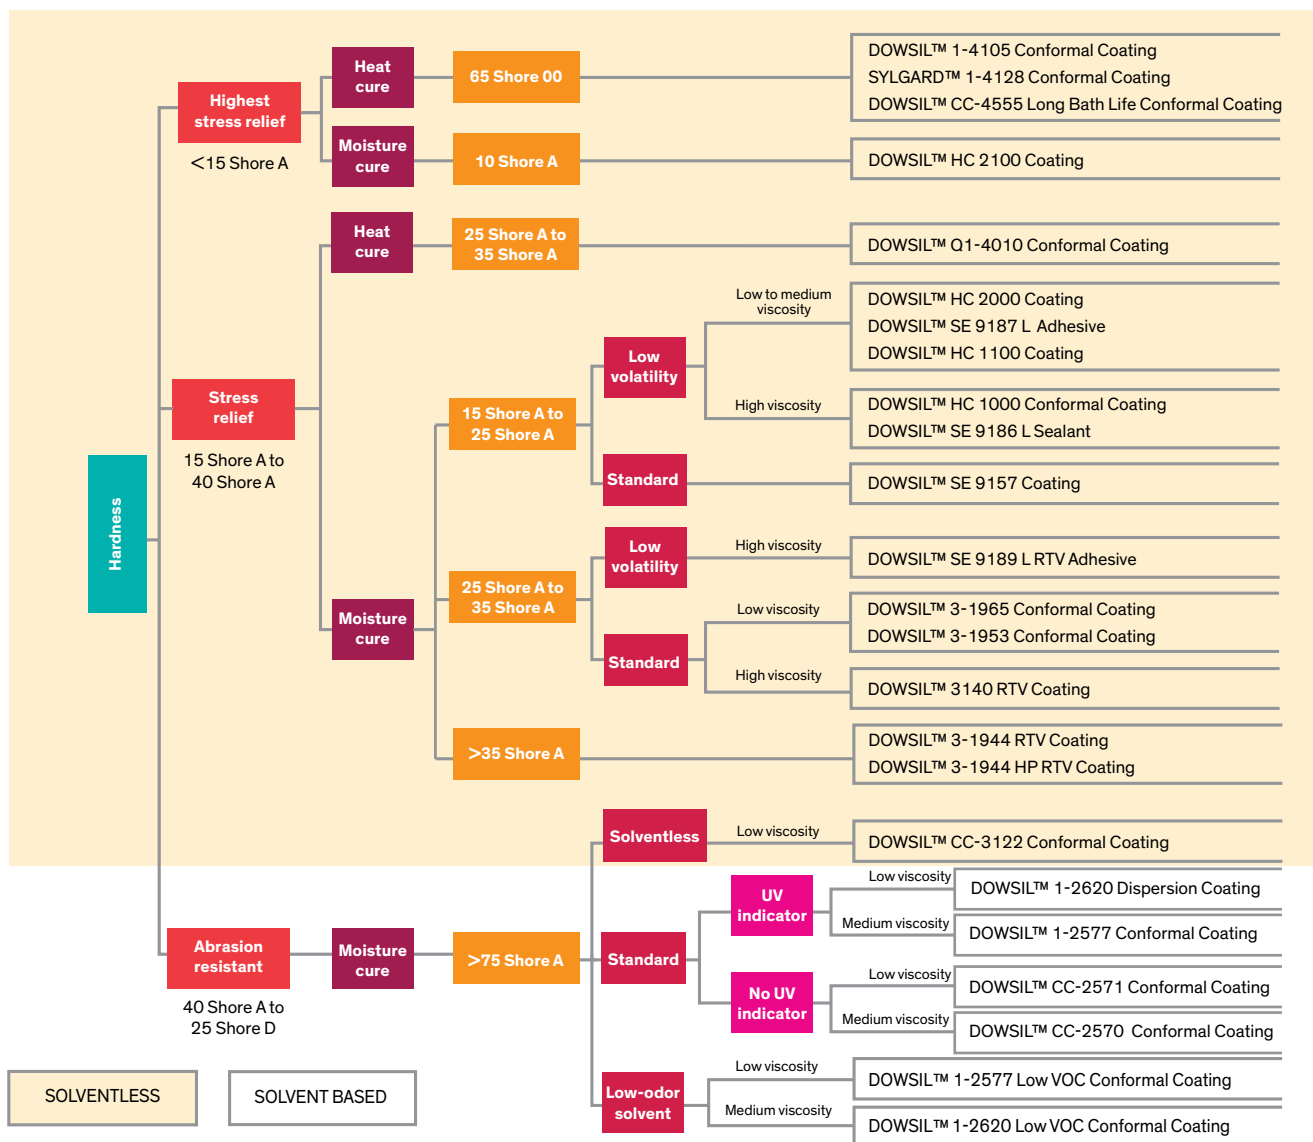 Hardness
Highest
stress relief
<15 Shore A
Heat
cure
65 Shore 00
DOWSIL™ 1-4105 Conformal Coating
SYLGARD™ 1-4128 Conformal Coating
DOWSIL™ CC-4555 Long Bath Life Conformal Coating
Moisture
cure
10 Shore A
DOWSIL™ HC 2100 Coating
Stress
relief
15 Shore A to
40 Shore A
Heat
cure
25 Shore A to
35 Shore A
DOWSIL™ Q1-4010 Conformal Coating
Moisture
cure
15 Shore A to
25 Shore A
Low
volatility
Low to medium
viscosity
DOWSIL™ HC 2000 Coating
DOWSIL™ SE 9187 L Adhesive
DOWSIL™ HC 1100 Coating
High viscosity
DOWSIL™ HC 1000 Conformal Coating
DOWSIL™ SE 9186 L Sealant
Standard
DOWSIL™ SE 9157 Coating
25 Shore A to
35 Shore A
Low
volatility
High viscosity
DOWSIL™ SE 9189 L RTV Adhesive
Standard
Low viscosity
DOWSIL™ 3-1965 Conformal Coating
DOWSIL™ 3-1953 Conformal Coating
High viscosity
DOWSIL™ 3140 RTV Coating
>35 Shore A
DOWSIL™ 3-1944 RTV Coating
DOWSIL™ 3-1944 HP RTV Coating
Abrasion
resistant
40 Shore A to
25 Shore D
Moisture
cure
>75 Shore A
Solventless
Low viscosity
DOWSIL™ CC-3122 Conformal Coating
Standard
UV
indicator
Low viscosity
DOWSIL™ 1-2620 Dispersion Coating
Medium viscosity
DOWSIL™ 1-2577 Conformal Coating
No UV
indicator
Low viscosity
DOWSIL™ CC-2571 Conformal Coating
Medium viscosity
DOWSIL™ CC-2570 Conformal Coating
Low-odor
solvent
Low viscosity
DOWSIL™ 1-2577 Low VOC Conformal Coating
Medium viscosity
DOWSIL™ 1-2620 Low VOC Conformal Coating
SOLVENTLESS
SOLVENT BASED